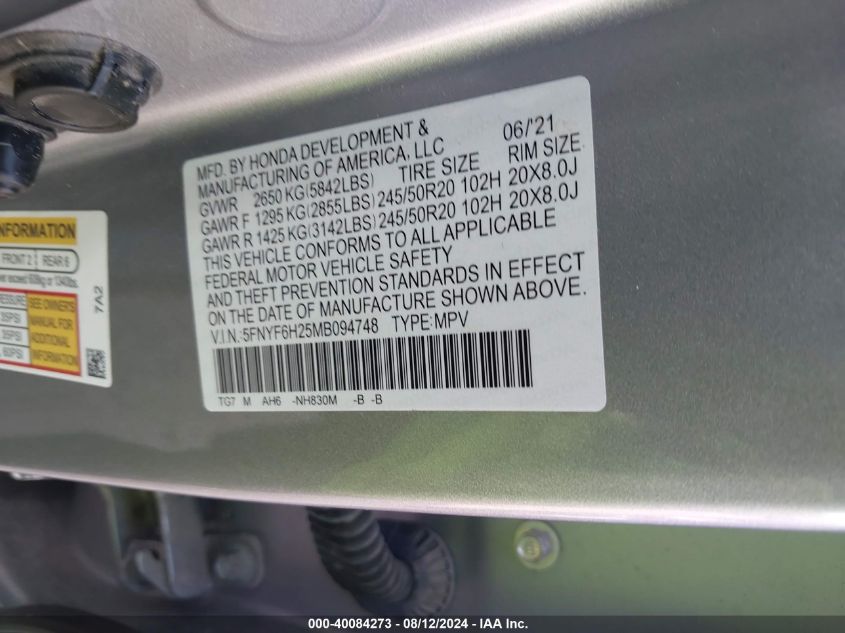 MFD. BY HONDA DEVELOPMENT & 06/'21
MANUFACTURING OF AMERICA, LLC
GVWR 2650 KG(5842LBS) TIRE SIZE RIM SIZE
GAWR F 1295 KG(2855LBS) 245/50R20 102H 20X8.0J
GAWR R 1425 KG(3142LBS) 245/50R20 102H 20X8.0J
THIS VEHICLE CONFORMS TO ALL APPLICABLE
FEDERAL MOTOR VEHICLE SAFETY
AND THEFT PREVENTION STANDARDS IN EFFECT
ON THE DATE OF MANUFACTURE SHOWN ABOVE.
V.I.N.:5FNYF6H25MB094748 TYPE:MPV
TG7 M AH6 -NH830M -B -B
FRONT 2 REAR 6
SEE OWNER'S
35PSI MANUAL FOR
35PSI ADDITIONAL
60PSI INFORMATION
7A2
000-40084273 - 08/12/2024 - IAA Inc.